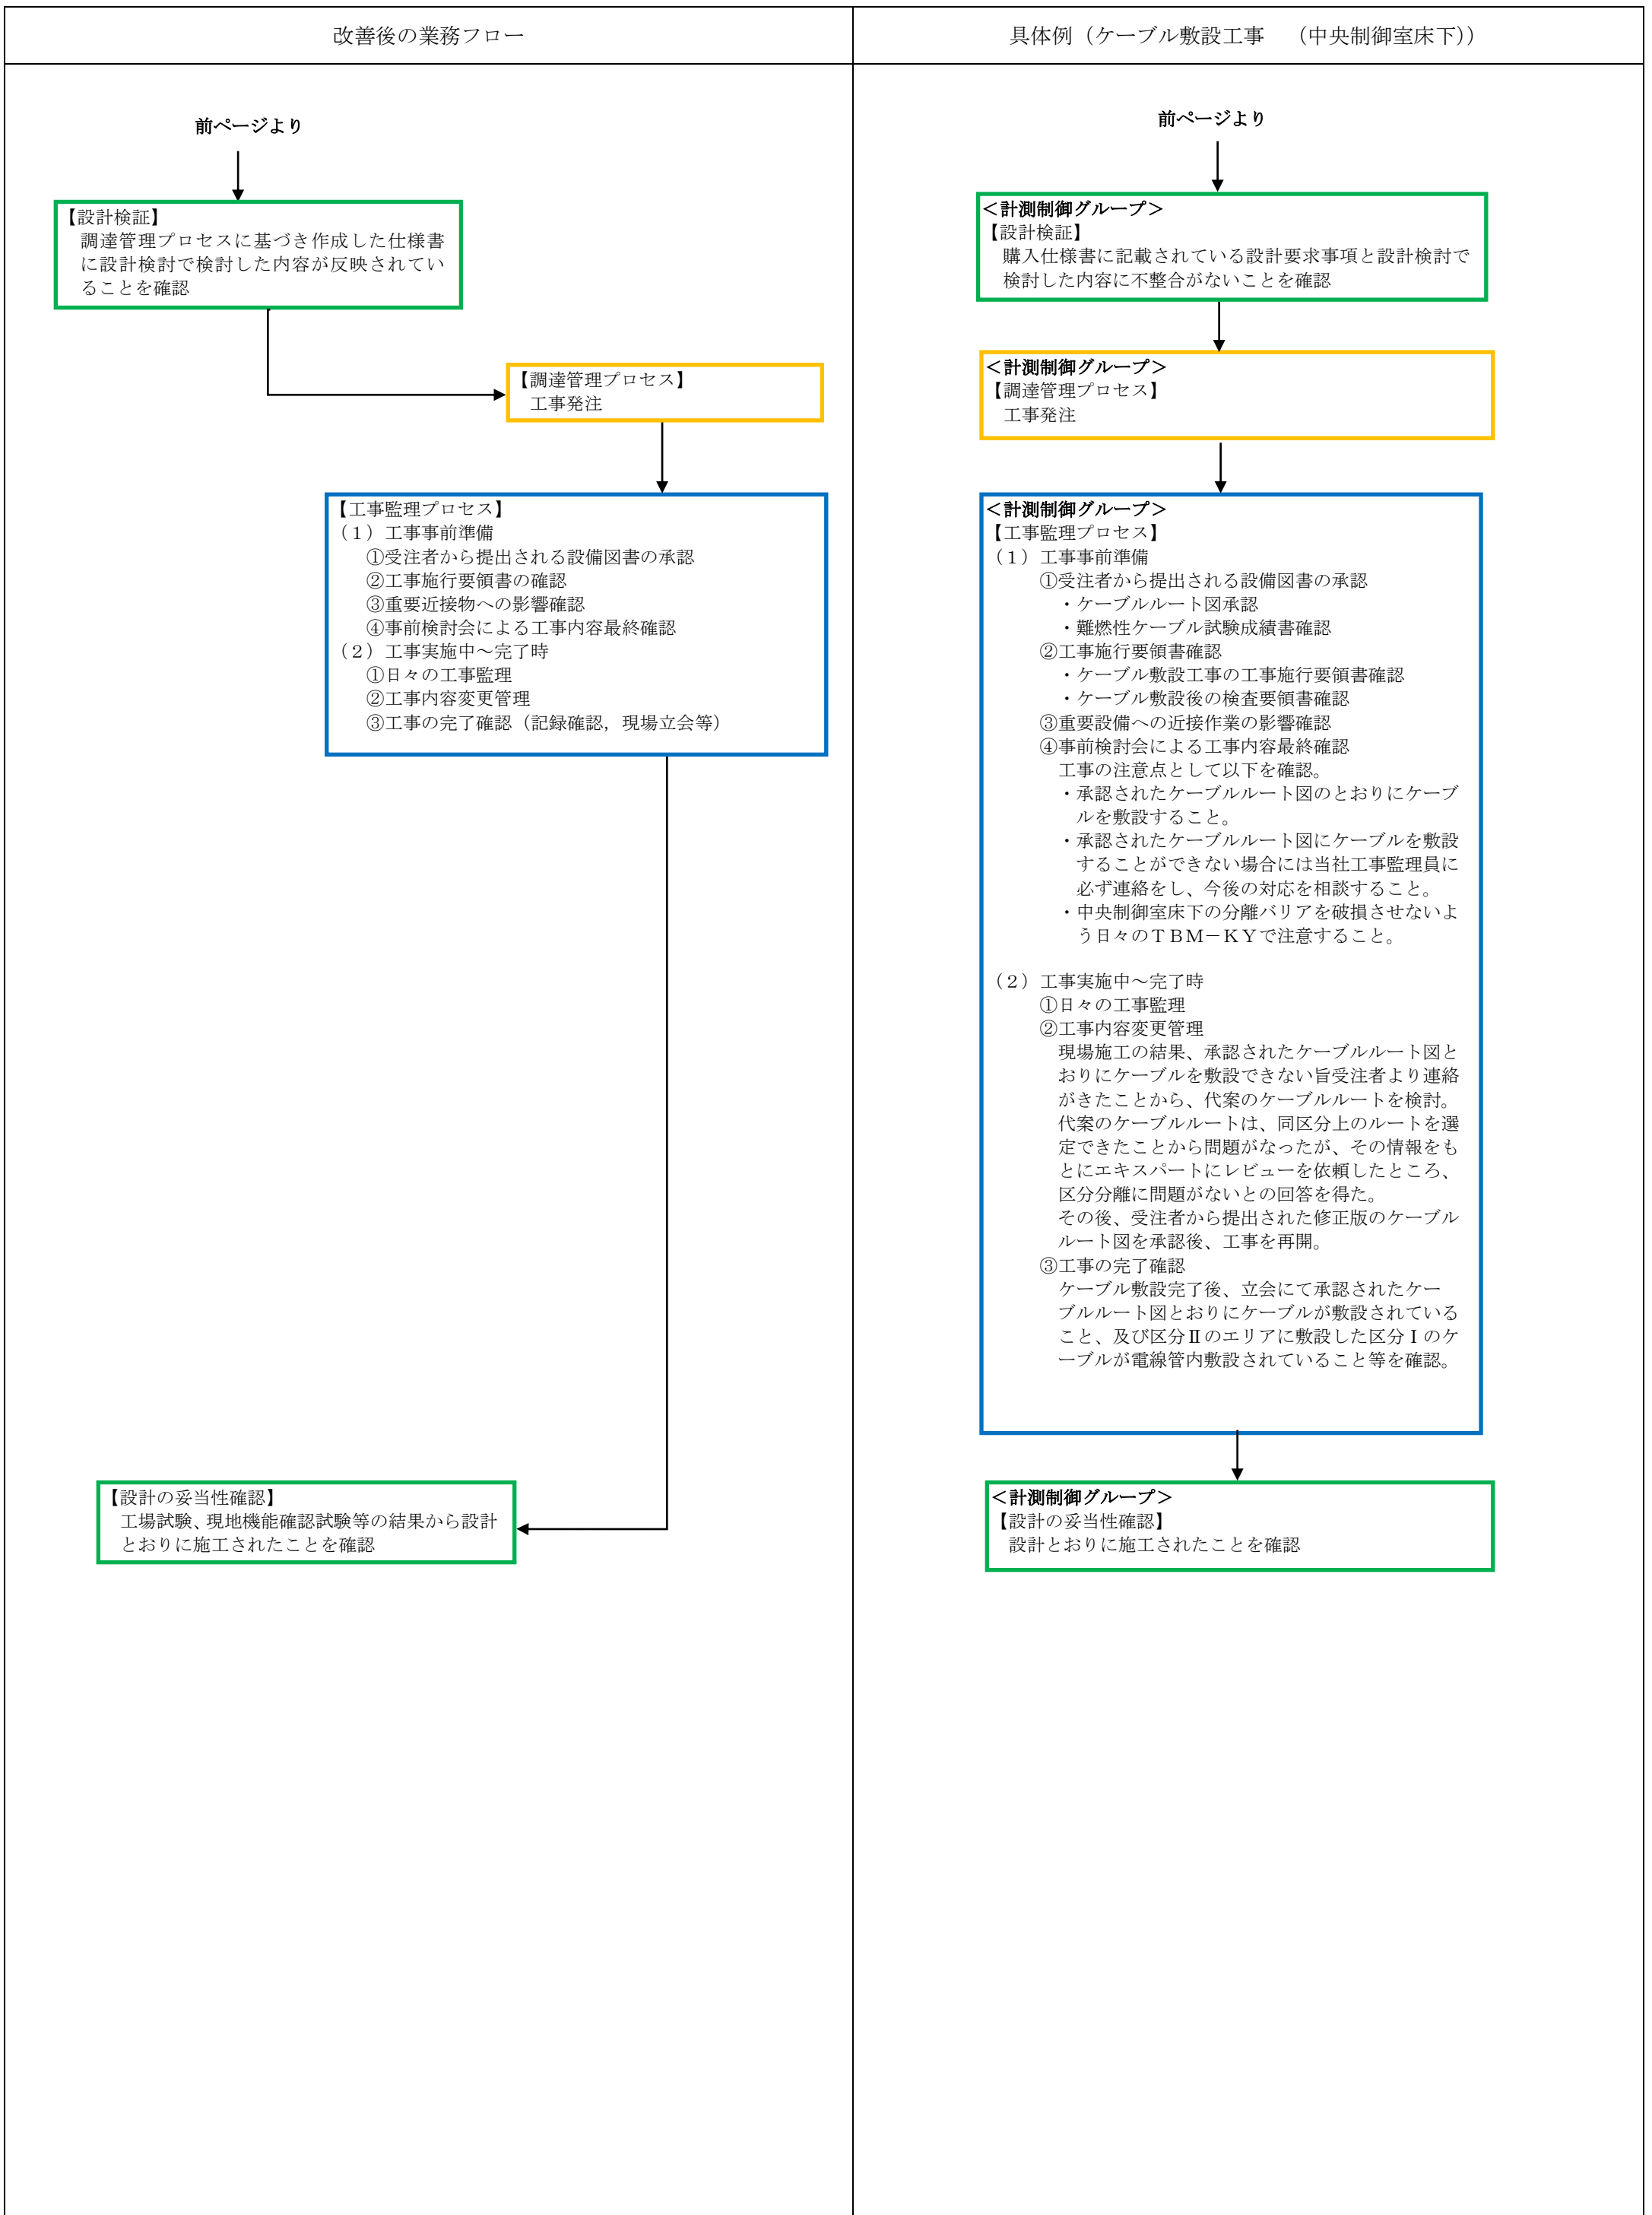 改善後の業務フロー
前ページより
【設計検証】
調達管理プロセスに基づき作成した仕様書
に設計検討で検討した内容が反映されてい
ることを確認
【調達管理プロセス】
工事発注
【工事監理プロセス】
（１）工事事前準備
①受注者から提出される設備図書の承認
②工事施行要領書の確認
③重要近接物への影響確認
④事前検討会による工事内容最終確認
（２）工事実施中～完了時
①日々の工事監理
②工事内容変更管理
③工事の完了確認（記録確認，現場立会等）
【設計の妥当性確認】
工場試験、現地機能確認試験等の結果から設計
とおりに施工されたことを確認
具体例（ケーブル敷設工事　（中央制御室床下））
前ページより
＜計測制御グループ＞
【設計検証】
購入仕様書に記載されている設計要求事項と設計検討で
検討した内容に不整合がないことを確認
＜計測制御グループ＞
【調達管理プロセス】
工事発注
＜計測制御グループ＞
【工事監理プロセス】
（１）工事事前準備
①受注者から提出される設備図書の承認
・ケーブルルート図承認
・難燃性ケーブル試験成績書確認
②工事施行要領書確認
・ケーブル敷設工事の工事施行要領書確認
・ケーブル敷設後の検査要領書確認
③重要設備への近接作業の影響確認
④事前検討会による工事内容最終確認
工事の注意点として以下を確認。
・承認されたケーブルルート図のとおりにケーブ
ルを敷設すること。
・承認されたケーブルルート図にケーブルを敷設
することができない場合には当社工事監理員に
必ず連絡をし、今後の対応を相談すること。
・中央制御室床下の分離バリアを破損させないよ
う日々のＴＢＭ－ＫＹで注意すること。
（２）工事実施中～完了時
①日々の工事監理
②工事内容変更管理
現場施工の結果、承認されたケーブルルート図と
おりにケーブルを敷設できない旨受注者より連絡
がきたことから、代案のケーブルルートを検討。
代案のケーブルルートは、同区分上のルートを選
定できたことから問題がなったが、その情報をも
とにエキスパートにレビューを依頼したところ、
区分分離に問題がないとの回答を得た。
その後、受注者から提出された修正版のケーブル
ルート図を承認後、工事を再開。
③工事の完了確認
ケーブル敷設完了後、立会にて承認されたケー
ブルルート図とおりにケーブルが敷設されている
こと、及び区分Ⅱのエリアに敷設した区分Ⅰのケ
ーブルが電線管内敷設されていること等を確認。
＜計測制御グループ＞
【設計の妥当性確認】
設計とおりに施工されたことを確認